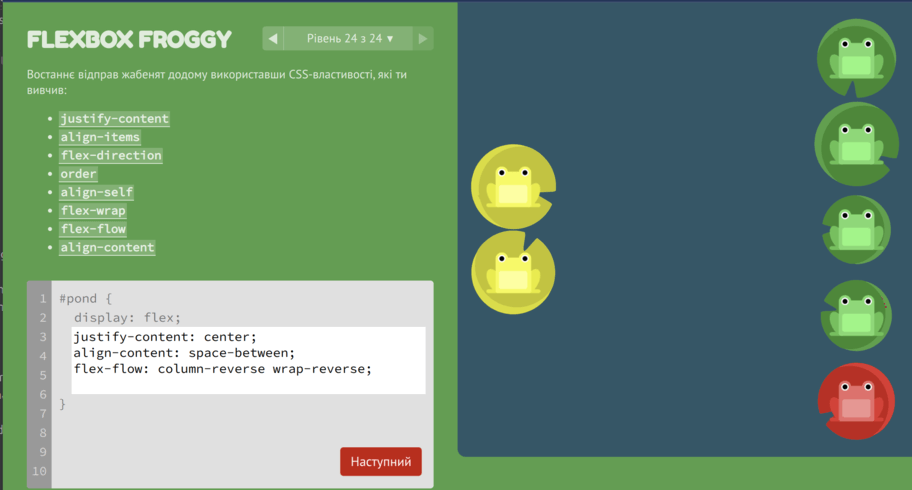 FLEXBOX FROGGY
◀ Рівень 24 з 24 ▾ ▶
Востаннє відправ жабенят додому використавши CSS-властивості, які ти
вивчив:
• justify-content
• align-items
• flex-direction
• order
• align-self
• flex-wrap
• flex-flow
• align-content
1 #pond {
2 display: flex;
3 justify-content: center;
4 align-content: space-between;
5 flex-flow: column-reverse wrap-reverse;
6
7 }
8
9
10
Наступний